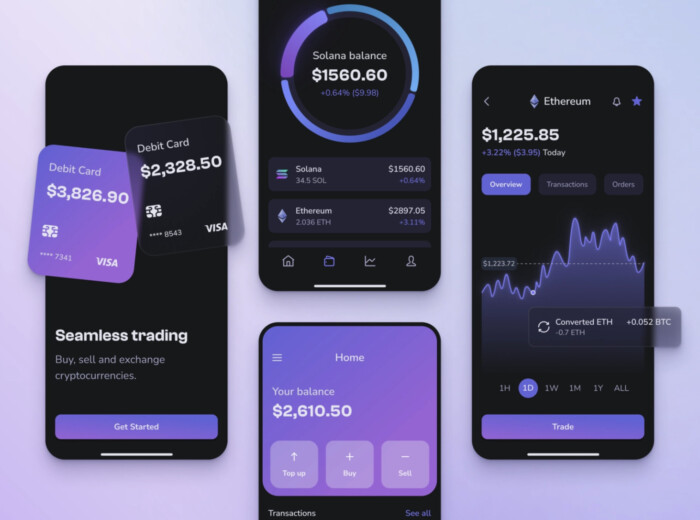 Debit Card
$3,826.90
**** 7341
VISA
Debit Card
$2,328.50
**** 8543
VISA
Seamless trading
Buy, sell and exchange
cryptocurrencies.
Get Started
Solana balance
$1560.60
+0.64% ($9.98)
Solana
$1560.60
34.5 SOL
+0.64%
Ethereum
$2897.05
2.036 ETH
+3.11%
Home
Your balance
$2,610.50
Top up
Buy
Sell
Transactions
See all
Ethereum
$1,225.85
+3.22% ($3.95) Today
Overview
Transactions
Orders
$1,223.72
Converted ETH
+0.052 BTC
-0.7 ETH
1H
1D
1W
1M
1Y
ALL
Trade